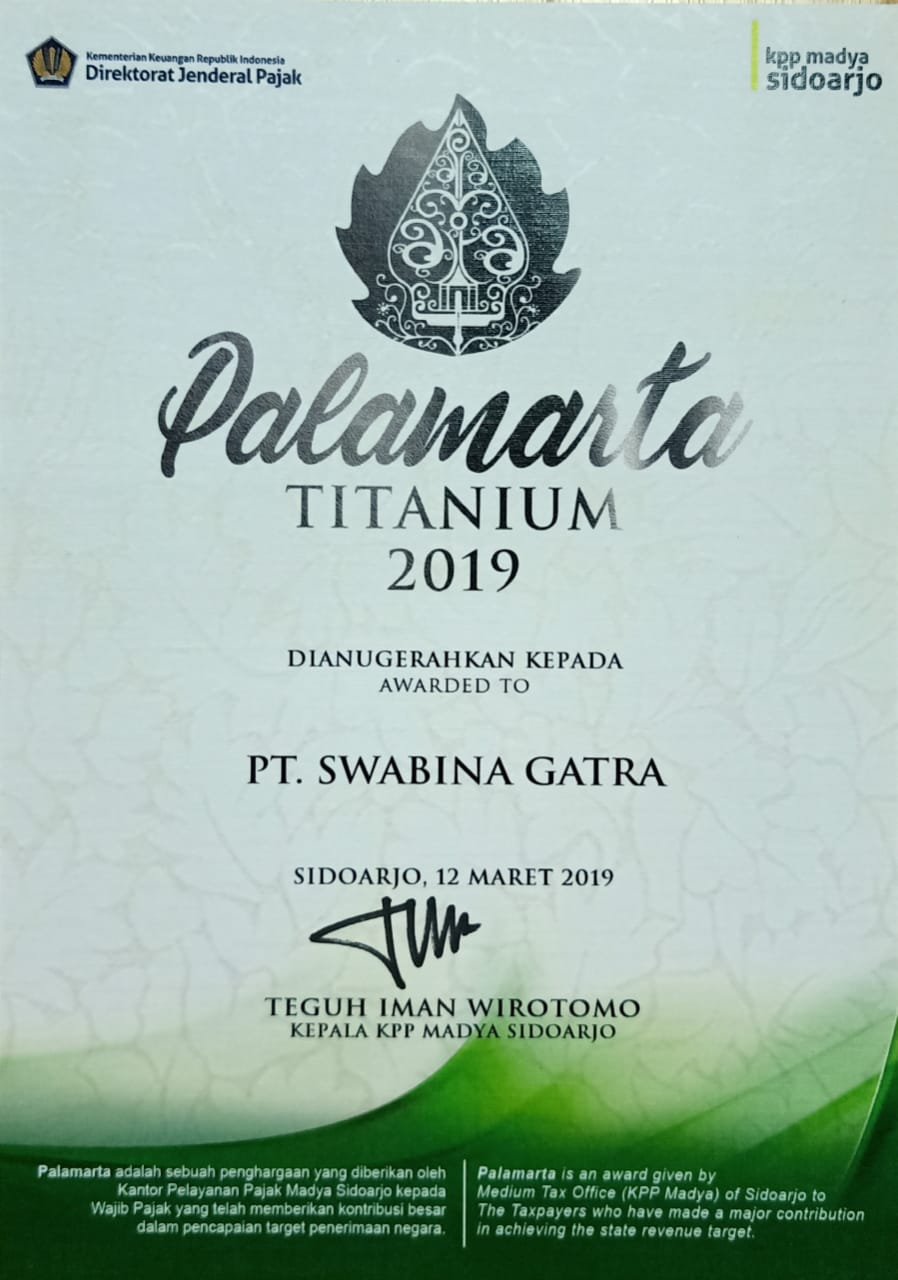 Kementerian Keuangan Republik Indonesia
Direktorat Jenderal Pajak
kpp madya
sidoarjo
Palamarta
TITANIUM
2019
DIANUGERAHKAN KEPADA
AWARDED TO
PT. SWABINA GATRA
SIDOARJO, 12 MARET 2019
TEGUH IMAN WIROTOMO
KEPALA KPP MADYA SIDOARJO
Palamarta adalah sebuah penghargaan yang diberikan oleh
Kantor Pelayanan Pajak Madya Sidoarjo kepada
Wajib Pajak yang telah memberikan kontribusi besar
dalam pencapaian target penerimaan negara.
Palamarta is an award given by
Medium Tax Office (KPP Madya) of Sidoarjo to
The Taxpayers who have made a major contribution
in achieving the state revenue target.